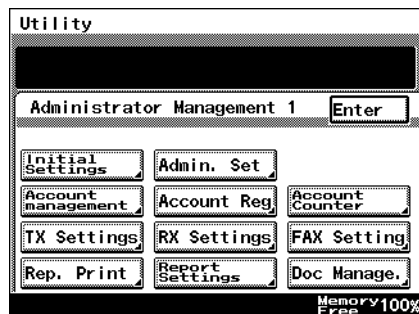 Utility
Administrator Management 1
Enter
Initial
Settings
Admin. Set
Account
management
Account Reg
Account
Counter
TX Settings
RX Settings
FAX Setting
Rep. Print
Report
Settings
Doc Manage.
Memory
Free
100%